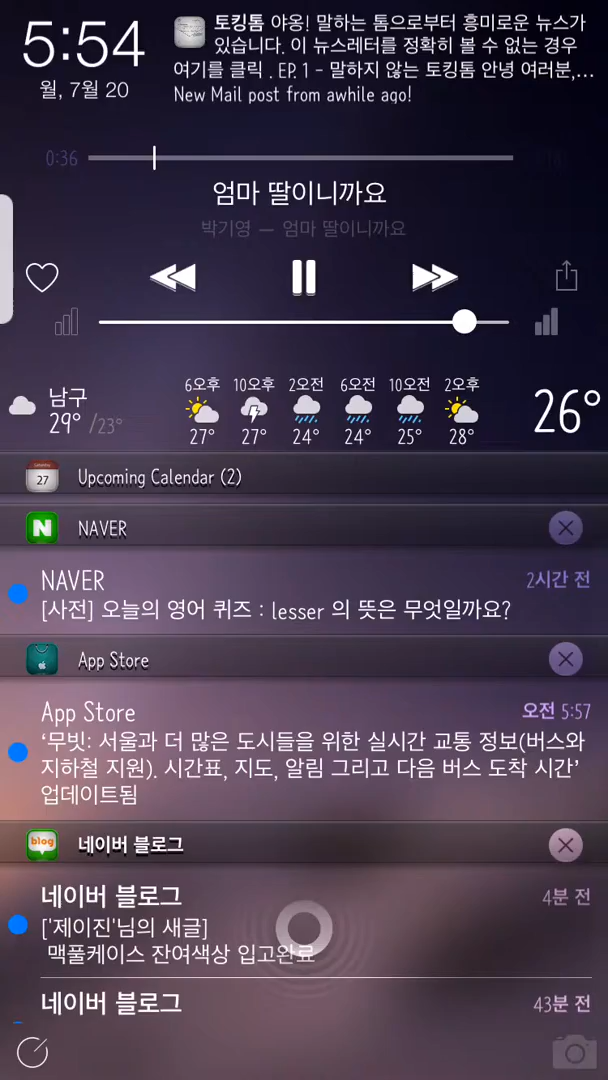 5:54
월, 7월 20
토킹톰 야옹! 말하는 톰으로부터 흥미로운 뉴스가
있습니다. 이 뉴스레터를 정확히 볼 수 없는 경우
여기를 클릭 . EP. 1 - 말하지 않는 토킹톰 안녕 여러분,...
New Mail post from awhile ago!
0:36
엄마 딸이니까요
박기영 — 엄마 딸이니까요
남구
29° /23°
6오후 10오후 2오전 6오전 10오전 2오후
27° 27° 24° 24° 25° 28°
26°
27
Upcoming Calendar (2)
N
NAVER
NAVER
2시간 전
[사전] 오늘의 영어 퀴즈 : lesser 의 뜻은 무엇일까요?
App Store
App Store
오전 5:57
‘무빗: 서울과 더 많은 도시들을 위한 실시간 교통 정보(버스와
지하철 지원). 시간표, 지도, 알림 그리고 다음 버스 도착 시간’
업데이트됨
blog
네이버 블로그
네이버 블로그
4분 전
['제이진'님의 새글]
맥풀케이스 잔여색상 입고완료
네이버 블로그
43분 전